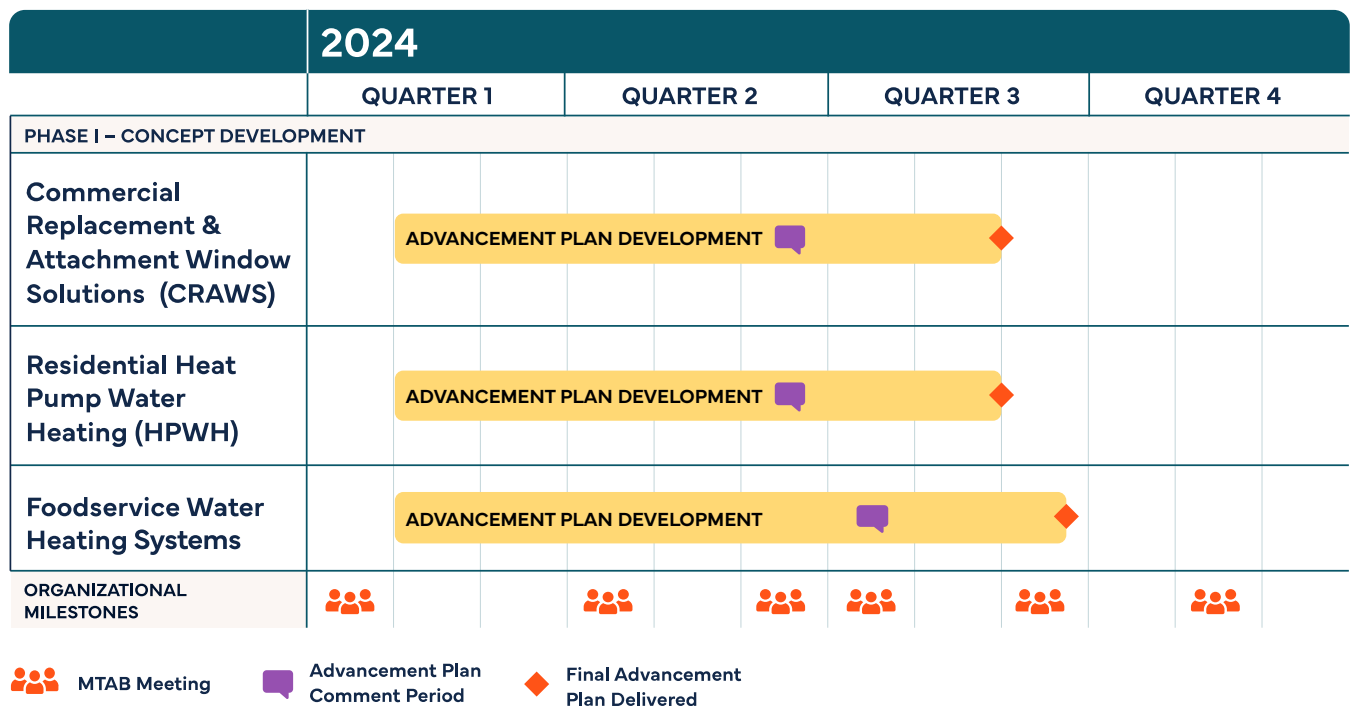 2024
QUARTER 1
QUARTER 2
QUARTER 3
QUARTER 4
PHASE I – CONCEPT DEVELOPMENT
Commercial
Replacement &
Attachment Window
Solutions (CRAWS)
ADVANCEMENT PLAN DEVELOPMENT
Residential Heat
Pump Water
Heating (HPWH)
ADVANCEMENT PLAN DEVELOPMENT
Foodservice Water
Heating Systems
ADVANCEMENT PLAN DEVELOPMENT
ORGANIZATIONAL
MILESTONES
MTAB Meeting
Advancement Plan
Comment Period
Final Advancement
Plan Delivered